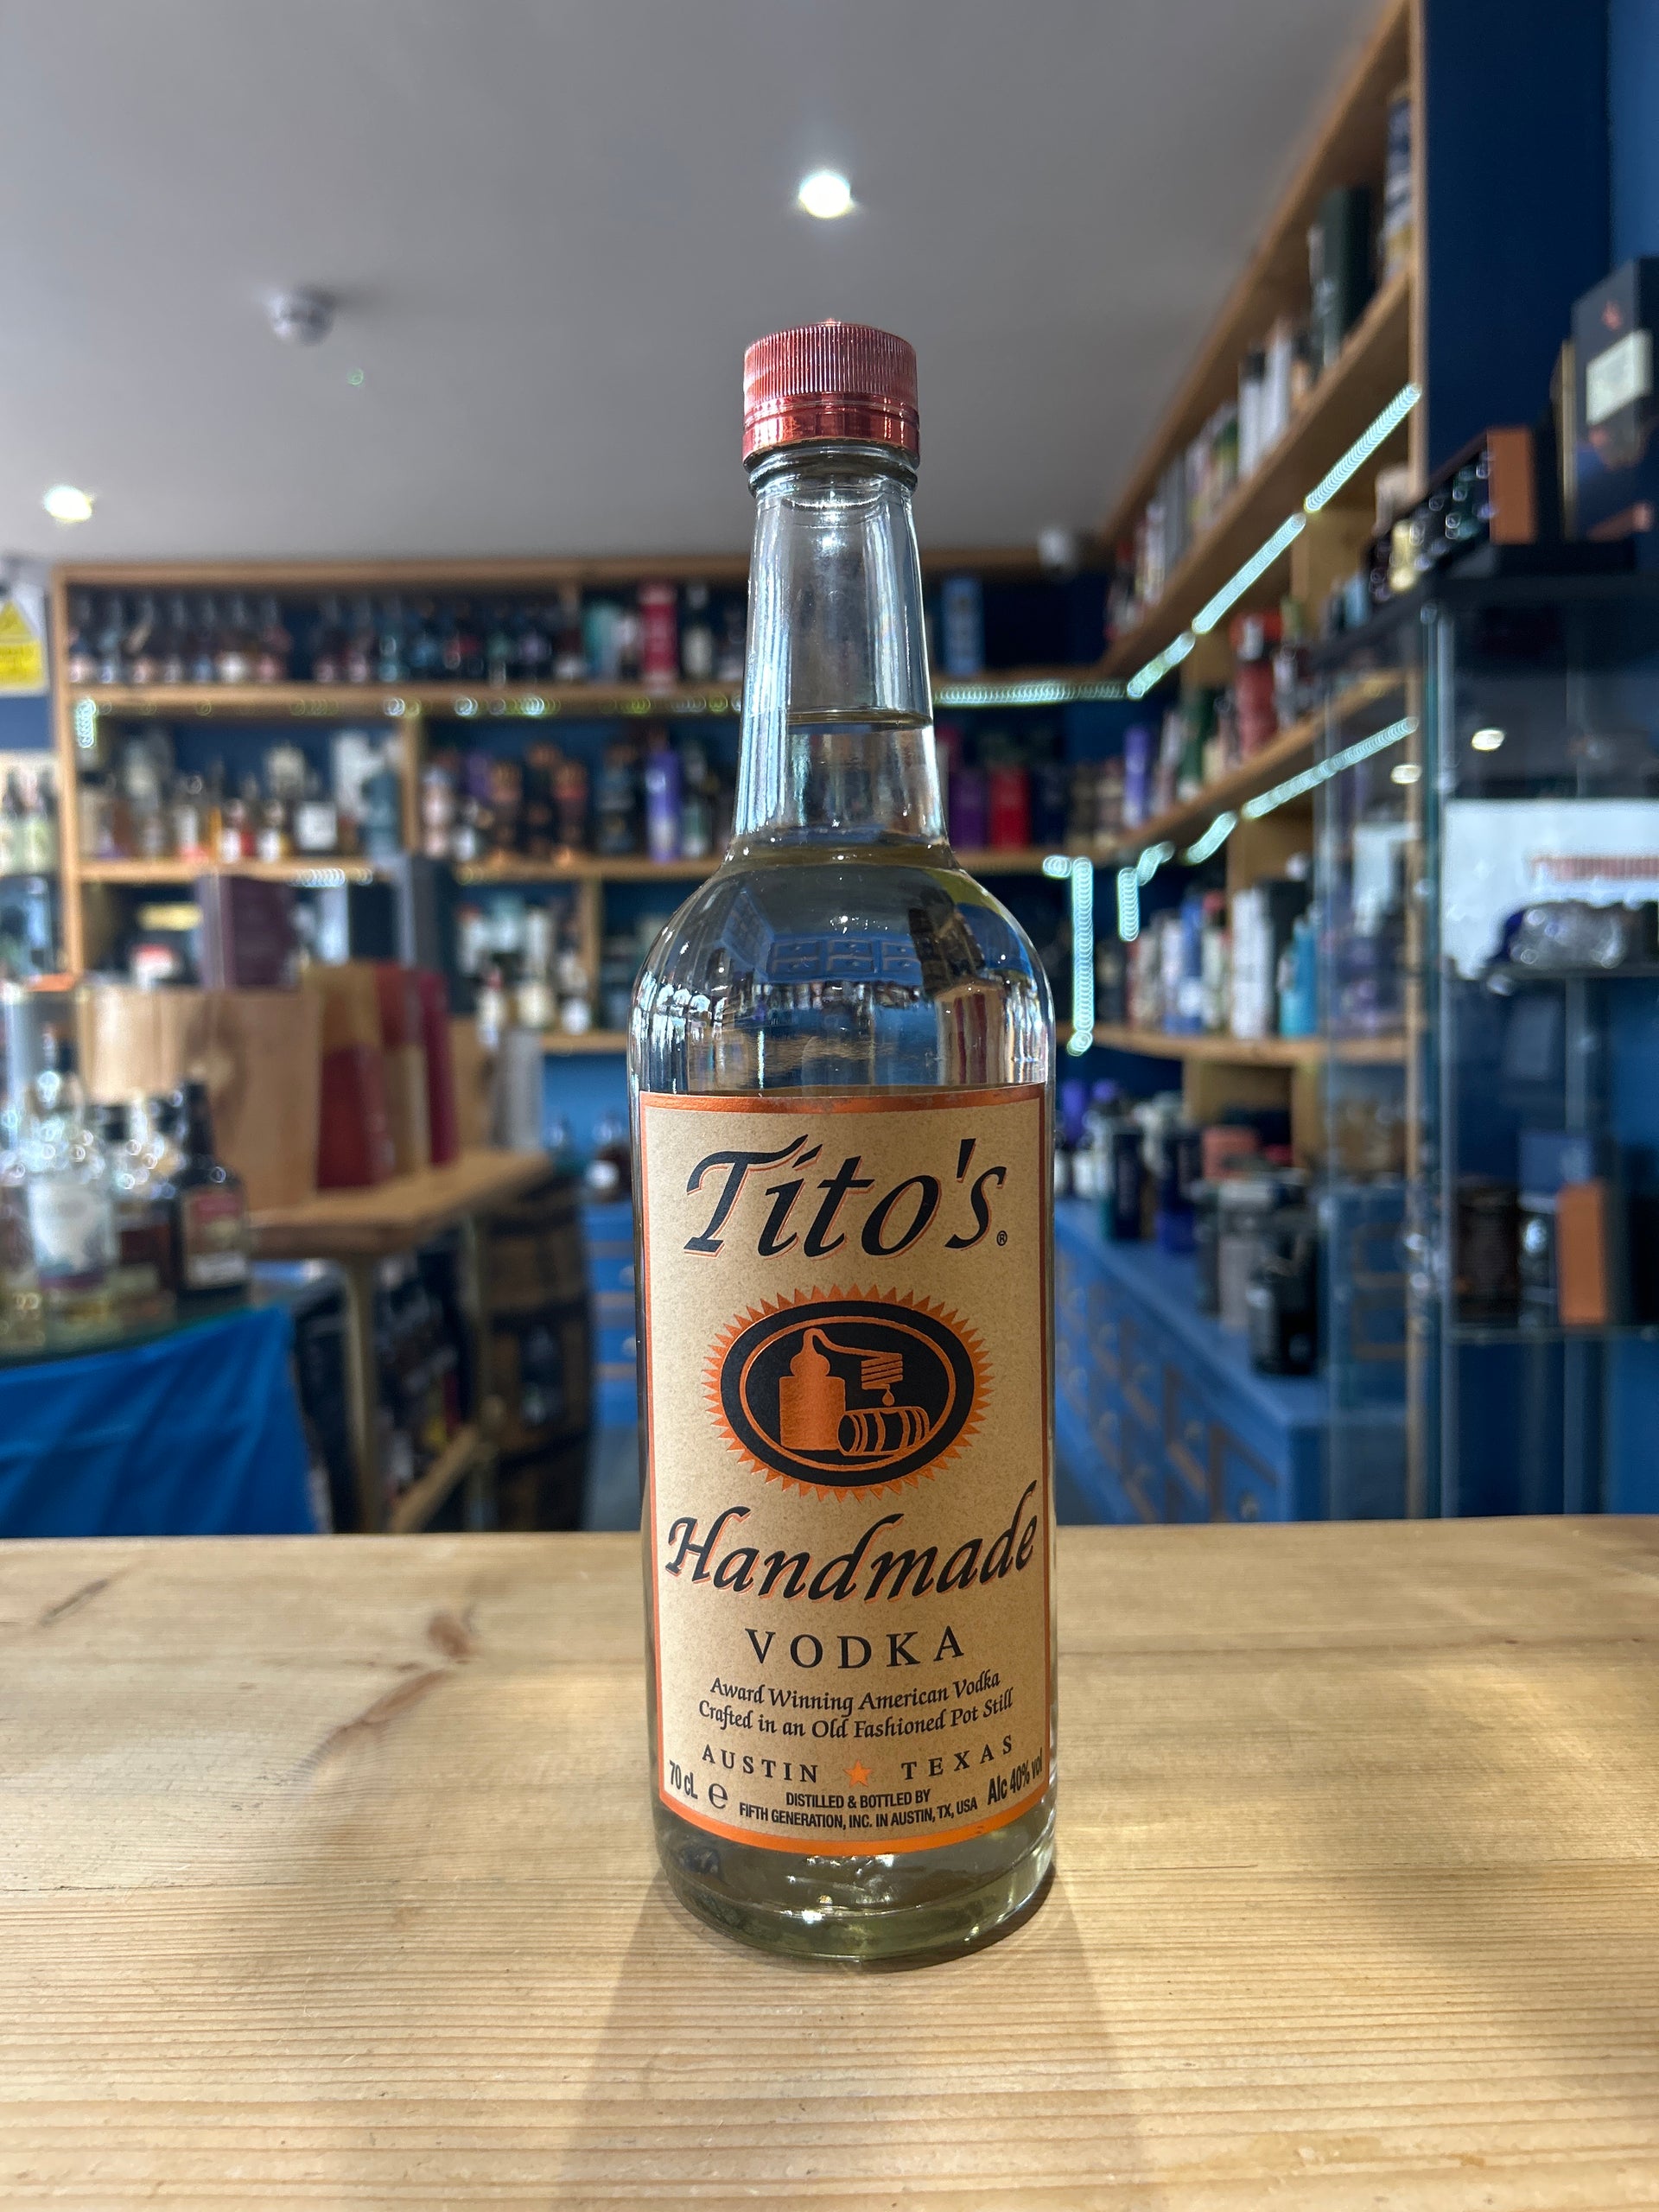 Tito's®
Handmade
VODKA
Award Winning American Vodka
Crafted in an Old Fashioned Pot Still
AUSTIN ★ TEXAS
70 cL ℮
DISTILLED & BOTTLED BY
FIFTH GENERATION, INC. IN AUSTIN, TX, USA
Alc 40% vol